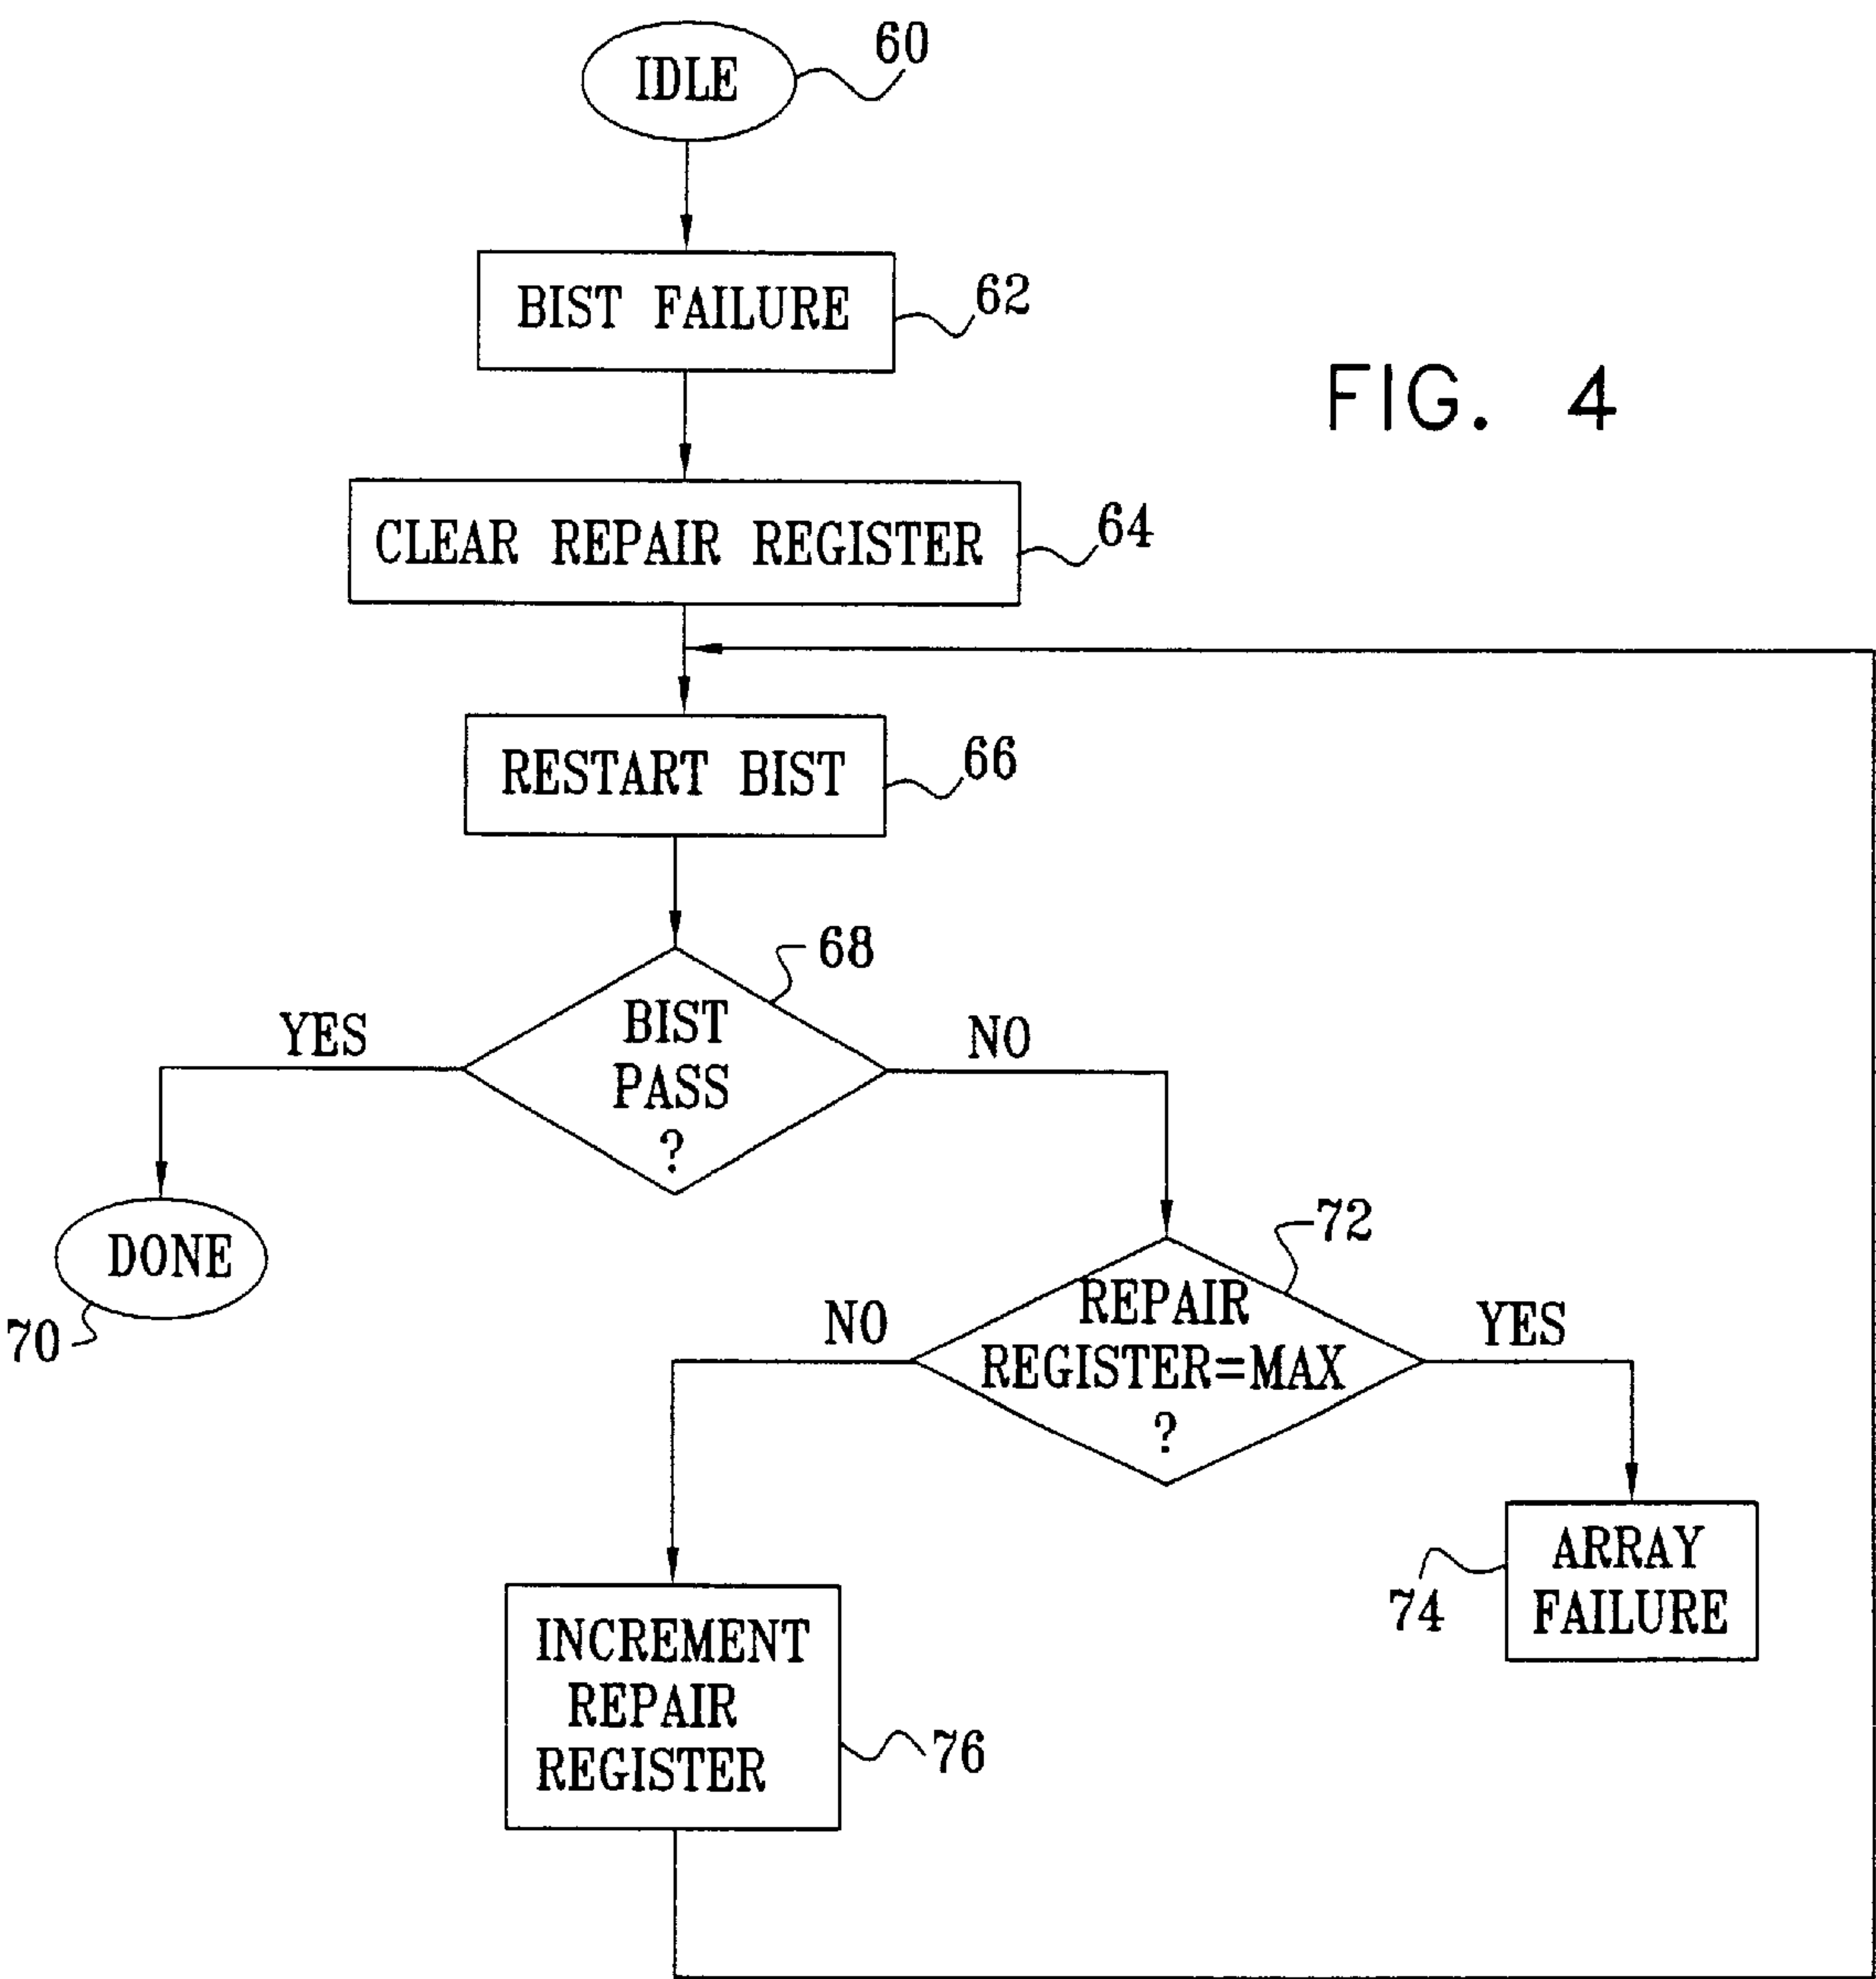 IDLE
60
BIST FAILURE
62
FIG. 4
CLEAR REPAIR REGISTER
64
RESTART BIST
66
68
BIST
PASS
?
YES
NO
DONE
70
72
REPAIR
REGISTER=MAX
?
NO
YES
ARRAY
FAILURE
74
INCREMENT
REPAIR
REGISTER
76